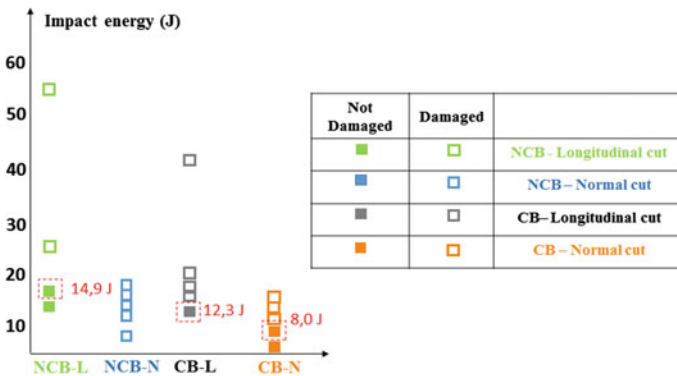 Impact energy (J)
60
50
40
30
20
10
14,9 J
12,3 J
8,0 J
NCB-L NCB-N CB-L CB-N
Not Damaged Damaged
NCB - Longitudinal cut
NCB – Normal cut
CB– Longitudinal cut
CB – Normal cut